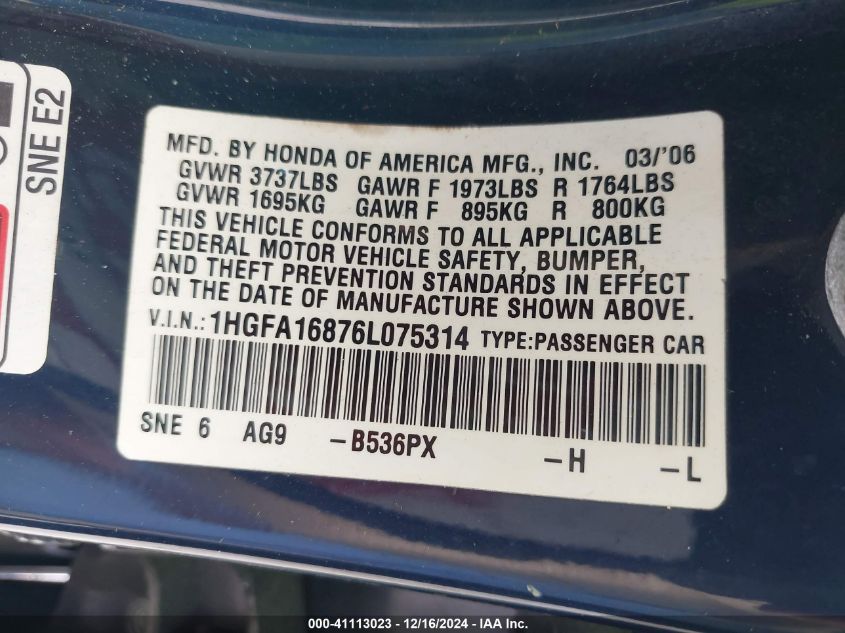 SNE E2
MFD. BY HONDA OF AMERICA MFG., INC. 03/'06
GVWR 3737LBS GAWR F 1973LBS R 1764LBS
GVWR 1695KG GAWR F 895KG R 800KG
THIS VEHICLE CONFORMS TO ALL APPLICABLE
FEDERAL MOTOR VEHICLE SAFETY, BUMPER,
AND THEFT PREVENTION STANDARDS IN EFFECT
ON THE DATE OF MANUFACTURE SHOWN ABOVE.
V.I.N.: 1HGFA16876L075314 TYPE:PASSENGER CAR
SNE 6 AG9 -B536PX -H -L
000-41113023 - 12/16/2024 - IAA Inc.